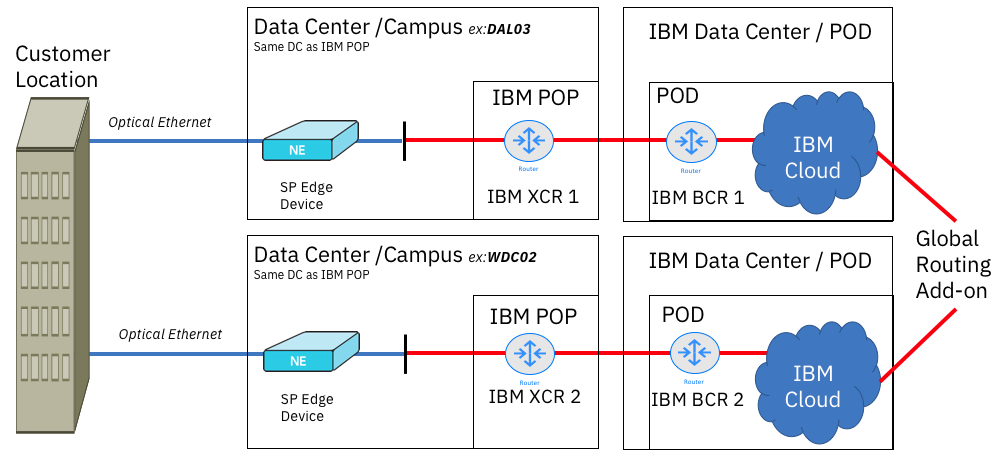 Customer
Location
Optical Ethernet
Data Center /Campus ex:DAL03
Same DC as IBM POP
NE
SP Edge
Device
IBM POP
Router
IBM XCR 1
IBM Data Center / POD
POD
Router
IBM BCR 1
IBM
Cloud
Optical Ethernet
Data Center /Campus ex:WDC02
Same DC as IBM POP
NE
SP Edge
Device
IBM POP
Router
IBM XCR 2
IBM Data Center / POD
POD
Router
IBM BCR 2
IBM
Cloud
Global
Routing
Add-on